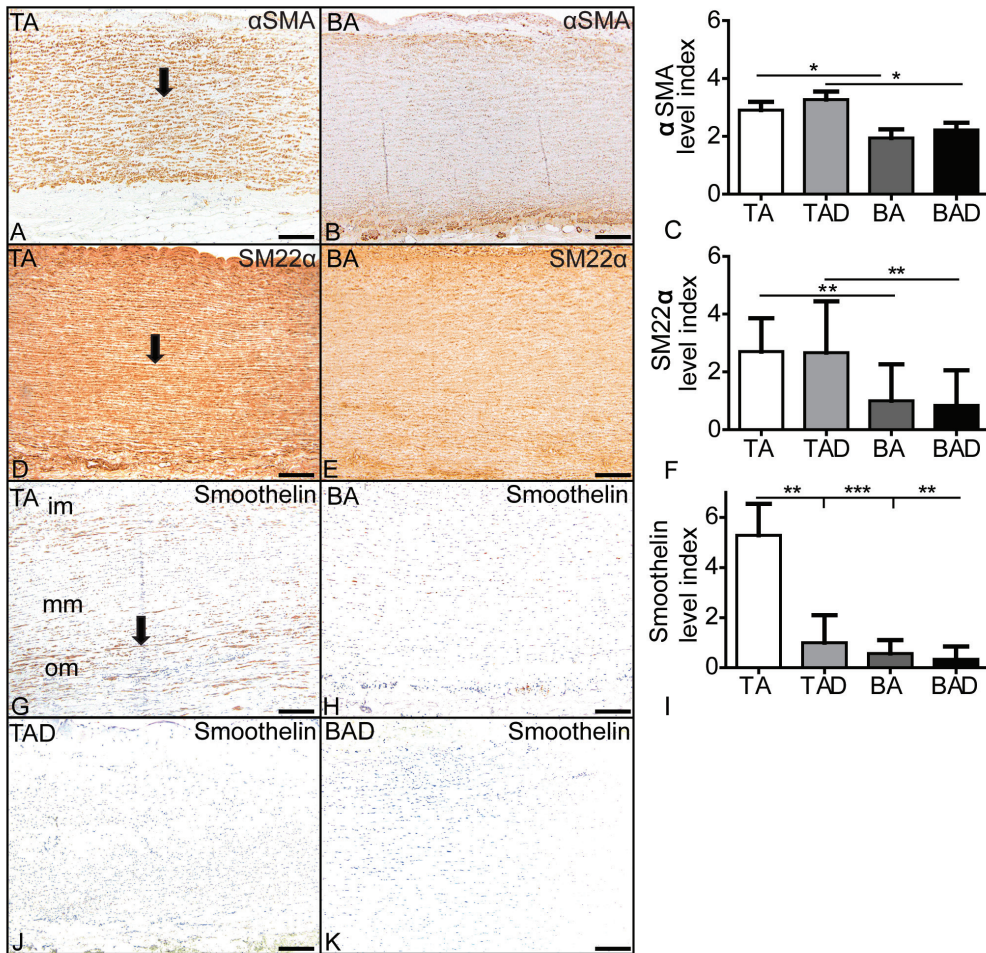 TA αSMA
A
BA αSMA
B
α SMA
level index
6
4
2
0
* *
TA TAD BA BAD
C
TA SM22α
D
BA SM22α
E
SM22α
level index
6
4
2
0
** **
TA TAD BA BAD
F
TA Smoothelin
im
mm
om
G
BA Smoothelin
H
Smoothelin
level index
6
4
2
0
** *** **
TA TAD BA BAD
I
TAD Smoothelin
J
BAD Smoothelin
K